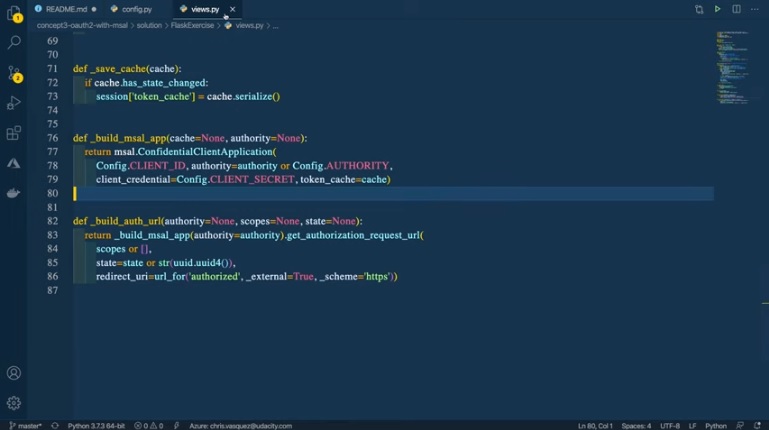 README.md
config.py
views.py
concept3-oauth2-with-msal > solution > FlaskExercise > views.py > ...
69
70
71 def _save_cache(cache):
72 if cache.has_state_changed:
73 session['token_cache'] = cache.serialize()
74
75
76 def _build_msal_app(cache=None, authority=None):
77 return msal.ConfidentialClientApplication(
78 Config.CLIENT_ID, authority=authority or Config.AUTHORITY,
79 client_credential=Config.CLIENT_SECRET, token_cache=cache)
80
81
82 def _build_auth_url(authority=None, scopes=None, state=None):
83 return _build_msal_app(authority=authority).get_authorization_request_url(
84 scopes or [],
85 state=state or str(uuid.uuid4()),
86 redirect_uri=url_for('authorized', _external=True, _scheme='https'))
87
master* Python 3.7.3 64-bit 0 0 Azure: chris.vasquez@udacity.com Ln 80, Col 1 Spaces: 4 UTF-8 LF Python